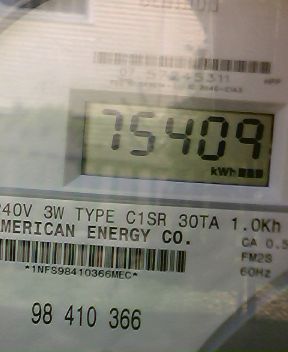 75409
kWh
240V 3W TYPE C1SR 30TA 1.0Kh
AMERICAN ENERGY CO.
CA 0.5
FM2S
60Hz
*1NFS98410366MEC*
98 410 366